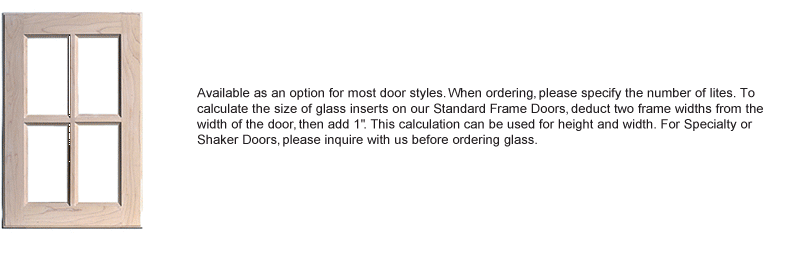 Available as an option for most door styles. When ordering, please specify the number of lites. To
calculate the size of glass inserts on our Standard Frame Doors, deduct two frame widths from the
width of the door, then add 1". This calculation can be used for height and width. For Specialty or
Shaker Doors, please inquire with us before ordering glass.